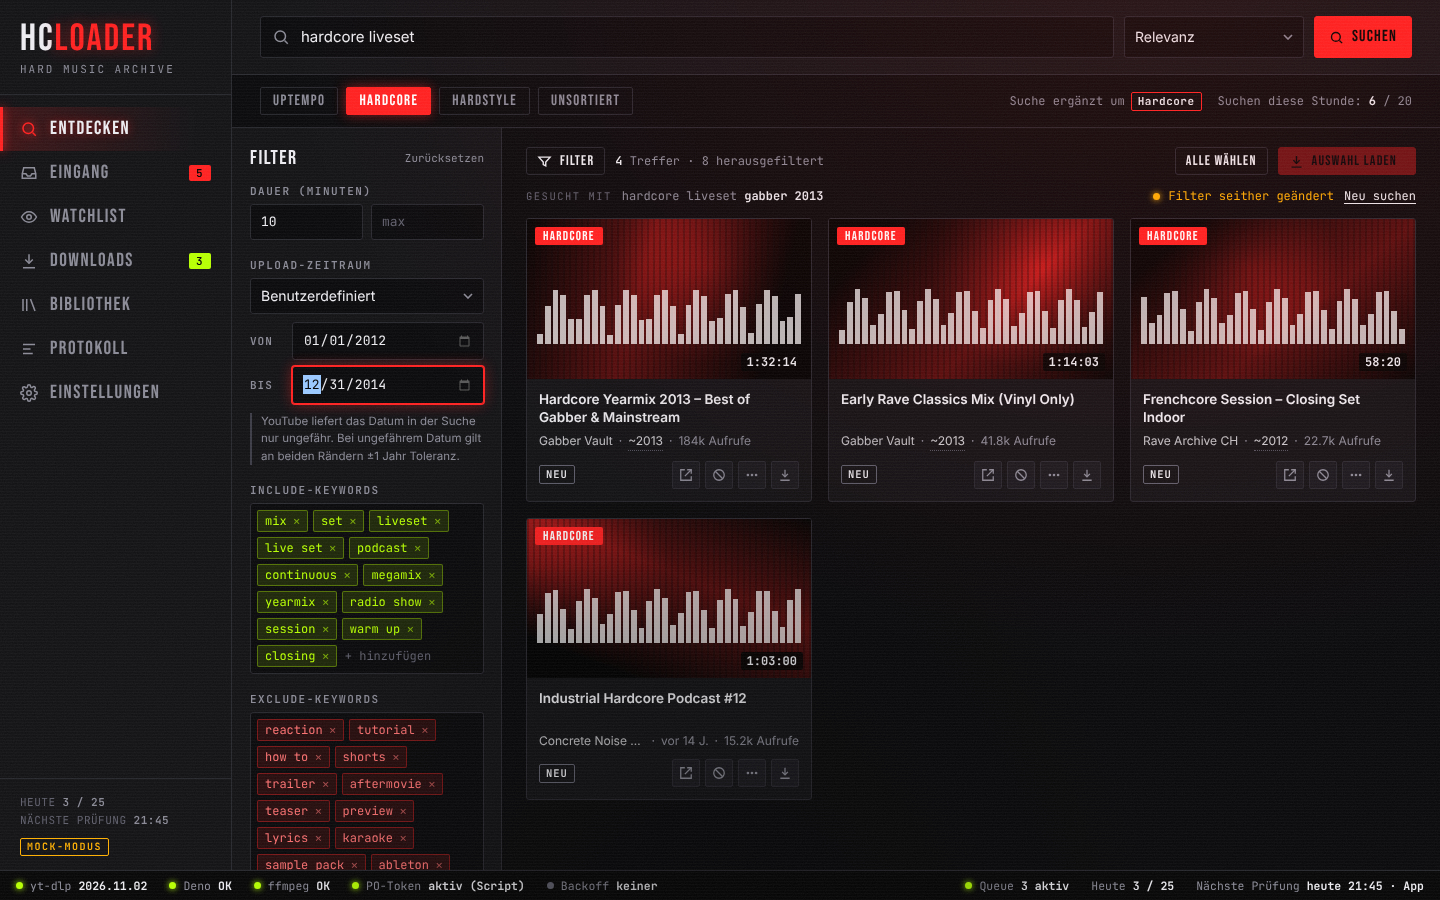 HCLOADER
HARD MUSIC ARCHIVE
ENTDECKEN
EINGANG 5
WATCHLIST
DOWNLOADS 3
BIBLIOTHEK
PROTOKOLL
EINSTELLUNGEN
HEUTE 3 / 25
NÄCHSTE PRÜFUNG 21:45
MOCK-MODUS
hardcore liveset
Relevanz
SUCHEN
UPTEMPO
HARDCORE
HARDSTYLE
UNSORTIERT
Suche ergänzt um Hardcore
Suchen diese Stunde: 6 / 20
FILTER
Zurücksetzen
DAUER (MINUTEN)
10
max
UPLOAD-ZEITRAUM
Benutzerdefiniert
VON 01/01/2012
BIS 12/31/2014
YouTube liefert das Datum in der Suche
nur ungefähr. Bei ungefährem Datum gilt
an beiden Rändern ±1 Jahr Toleranz.
INCLUDE-KEYWORDS
mix × set × liveset ×
live set × podcast ×
continuous × megamix ×
yearmix × radio show ×
session × warm up ×
closing × + hinzufügen
EXCLUDE-KEYWORDS
reaction × tutorial ×
how to × shorts ×
trailer × aftermovie ×
teaser × preview ×
lyrics × karaoke ×
sample pack × ableton ×
FILTER
4 Treffer · 8 herausgefiltert
ALLE WÄHLEN
AUSWAHL LADEN
GESUCHT MIT hardcore liveset gabber 2013
Filter seither geändert Neu suchen
HARDCORE
1:32:14
Hardcore Yearmix 2013 – Best of
Gabber & Mainstream
Gabber Vault · ~2013 · 184k Aufrufe
NEU
HARDCORE
1:14:03
Early Rave Classics Mix (Vinyl Only)
Gabber Vault · ~2013 · 41.8k Aufrufe
NEU
HARDCORE
58:20
Frenchcore Session – Closing Set
Indoor
Rave Archive CH · ~2012 · 22.7k Aufrufe
NEU
HARDCORE
1:03:00
Industrial Hardcore Podcast #12
Concrete Noise ... · vor 14 J. · 15.2k Aufrufe
NEU
yt-dlp 2026.11.02
Deno OK
ffmpeg OK
PO-Token aktiv (Script)
Backoff keiner
Queue 3 aktiv
Heute 3 / 25
Nächste Prüfung heute 21:45 · App